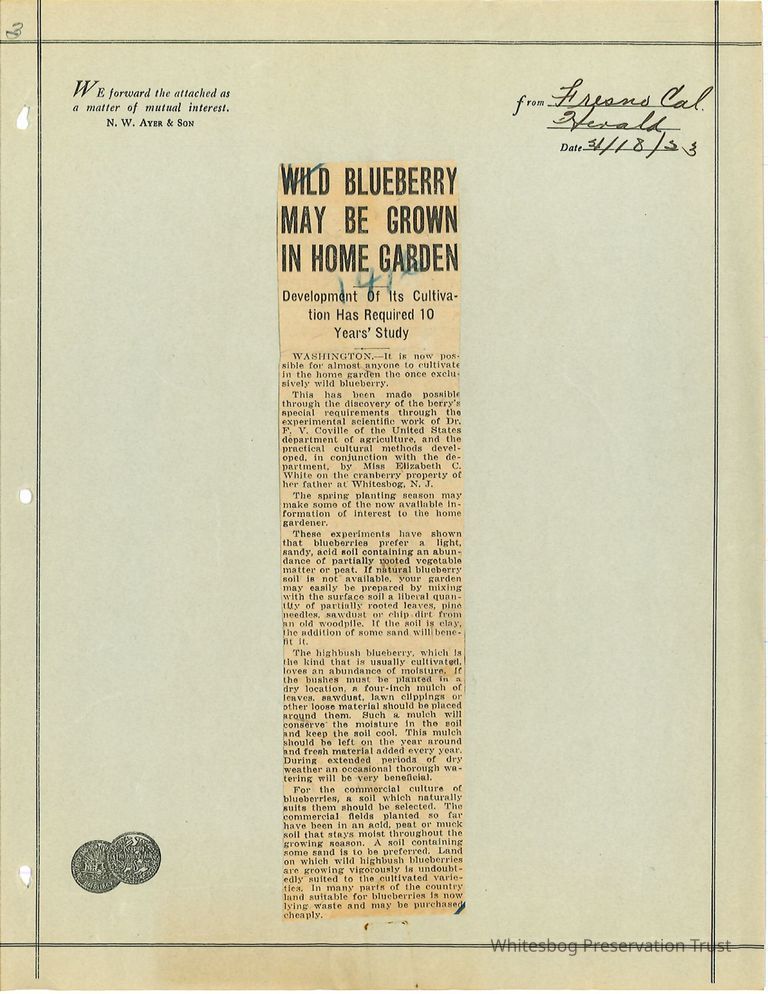 3
WE forward the attached as
a matter of mutual interest.
N. W. AYER & SON
from Fresno Cal.
Herald
Date /18/33
WILD BLUEBERRY
MAY BE GROWN
IN HOME GARDEN
Development Of Its Cultiva-
tion Has Required 10
Years' Study
WASHINGTON.—It is now pos-
sible for almost anyone to cultivate
in the home garden the once exclu-
sively wild blueberry.
This has been made possible
through the discovery of the berry's
special requirements through the
experimental scientific work of Dr.
F. V. Coville of the United States
department of agriculture, and the
practical cultural methods devel-
oped, in conjunction with the de-
partment, by Miss Elizabeth C.
White on the cranberry property of
her father at Whitesbog, N. J.
The spring planting season may
make some of the now available in-
formation of interest to the home
gardener.
These experiments have shown
that blueberries prefer a light,
sandy, acid soil containing an abun-
dance of partially rooted vegetable
matter or peat. If natural blueberry
soil is not available, your garden
may easily be prepared by mixing
with the surface soil a liberal quan-
tity of partially rooted leaves, pine
needles, sawdust or chip dirt from
an old woodpile. If the soil is clay,
the addition of some sand will bene-
fit it.
The highbush blueberry, which is
the kind that is usually cultivated,
loves an abundance of moisture. If
the bushes must be planted in a
dry location, a four-inch mulch of
leaves, sawdust, lawn clippings or
other loose material should be placed
around them. Such a mulch will
conserve the moisture in the soil
and keep the soil cool. This mulch
should be left on the year around
and fresh material added every year.
During extended periods of dry
weather an occasional thorough wa-
tering will be very beneficial.
For the commercial culture of
blueberries, a soil which naturally
suits them should be selected. The
commercial fields planted so far
have been in an acid, peat or muck
soil that stays moist throughout the
growing season. A soil containing
some sand is to be preferred. Land
on which wild highbush blueberries
are growing vigorously is undoubt-
edly suited to the cultivated varie-
ties. In many parts of the country
land suitable for blueberries is now
lying waste and may be purchased
cheaply.
Whitesbog Preservation Trust